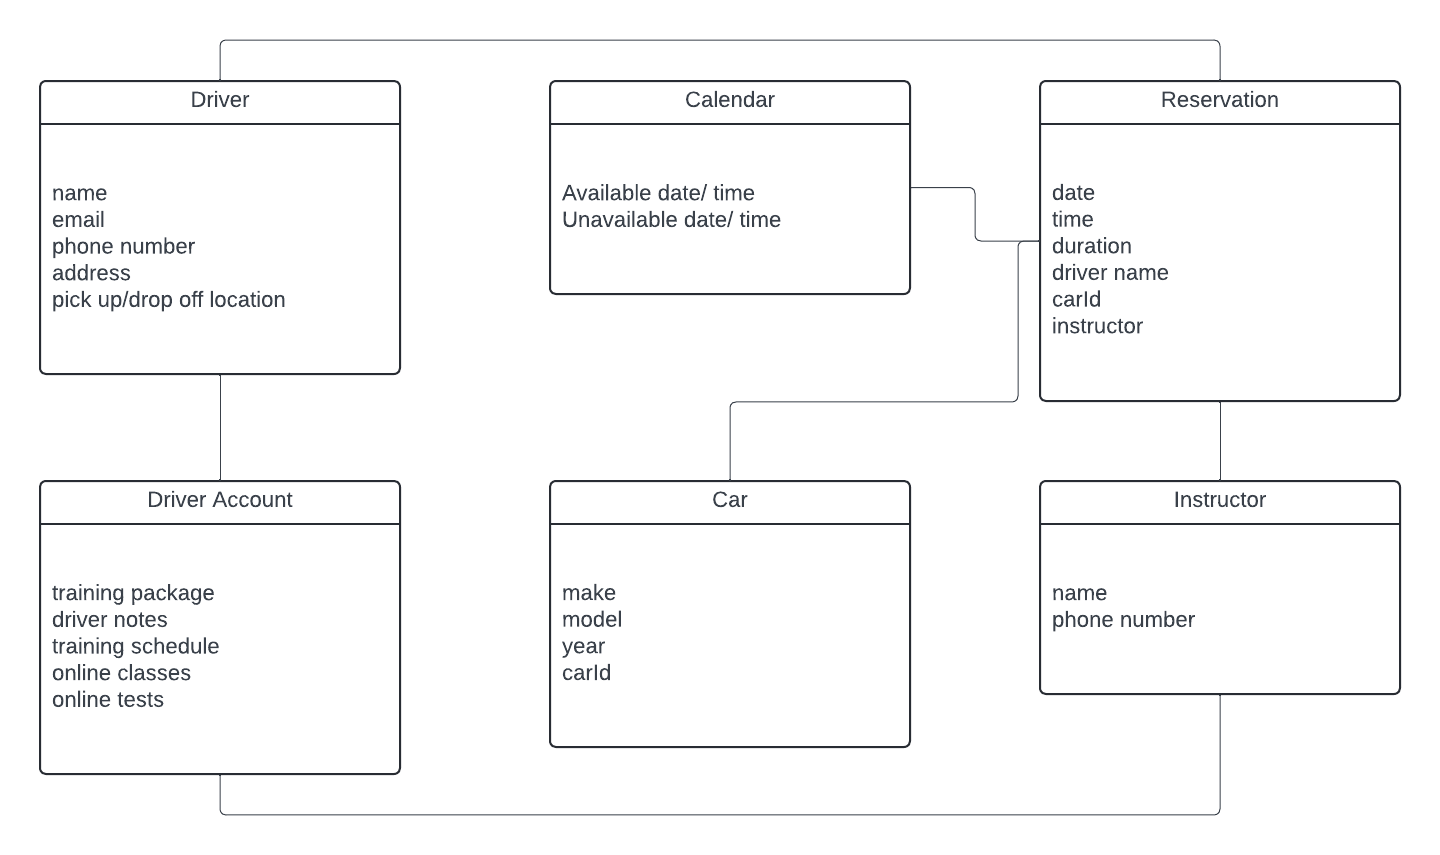 Driver
name
email
phone number
address
pick up/drop off location
Calendar
Available date/ time
Unavailable date/ time
Reservation
date
time
duration
driver name
carId
instructor
Driver Account
training package
driver notes
training schedule
online classes
online tests
Car
make
model
year
carId
Instructor
name
phone number